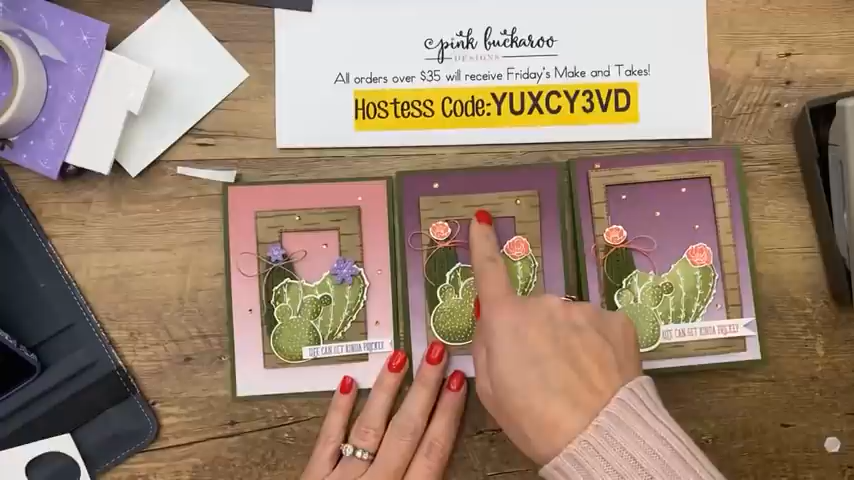 pink buckaroo
DESIGNS
All orders over $35 will receive Friday's Make and Takes!
Hostess Code:YUXCY3VD
LIFE CAN GET KINDA PRICKLY
LIFE CAN GET KINDA PRICKLY